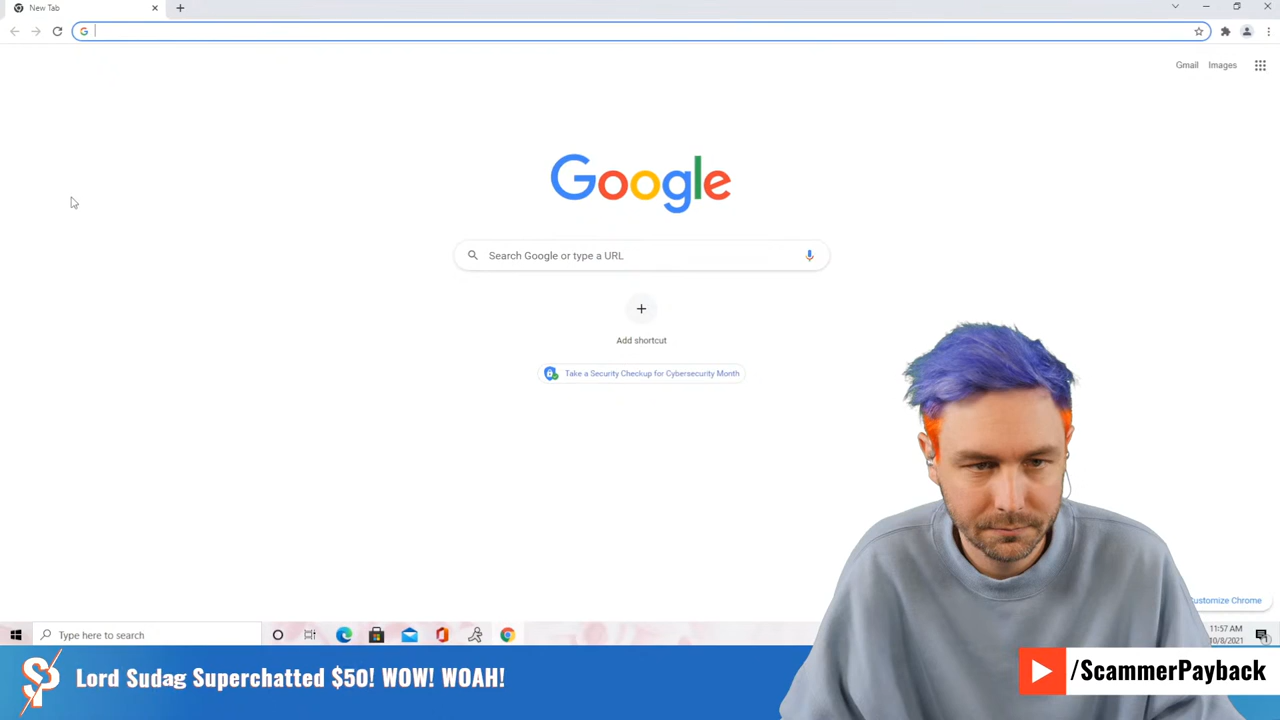 New Tab
Gmail
Images
Google
Search Google or type a URL
Add shortcut
Take a Security Checkup for Cybersecurity Month
Customize Chrome
Type here to search
11:57 AM
10/8/2021
Lord Sudag Superchatted $50! WOW! WOAH!
/ScammerPayback